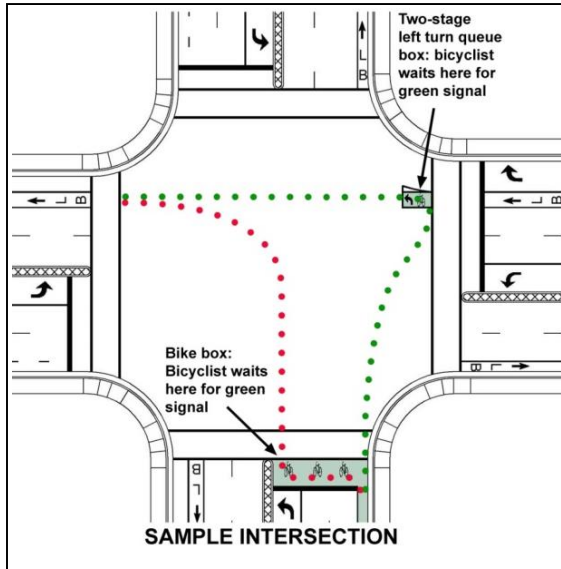 Two-stage
left turn queue
box: bicyclist
waits here for
green signal
B L
B L
B L
B L
Bike box:
Bicyclist waits
here for green
signal
B L
B L
SAMPLE INTERSECTION